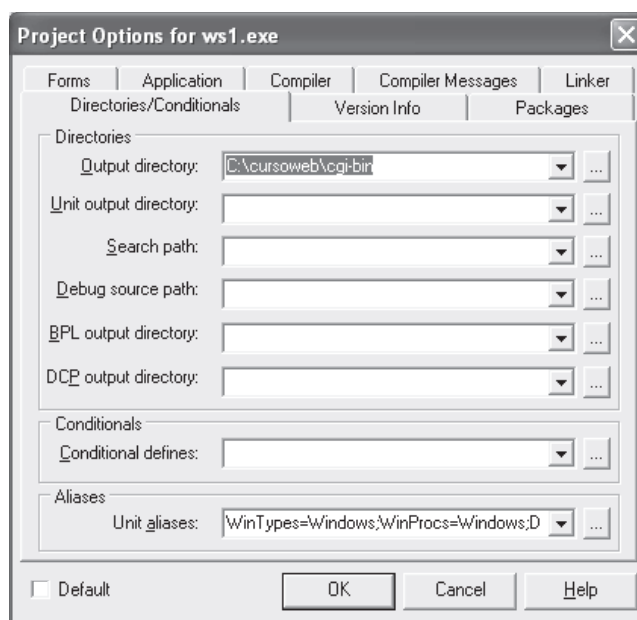 Project Options for ws1.exe
Forms Application Compiler Compiler Messages Linker
Directories/Conditionals Version Info Packages
Directories
Output directory: C:\cursoweb\cgi-bin ...
Unit output directory: ...
Search path: ...
Debug source path: ...
BPL output directory: ...
DCP output directory: ...
Conditionals
Conditional defines: ...
Aliases
Unit aliases: WinTypes=Windows;WinProcs=Windows;D ...
Default OK Cancel Help